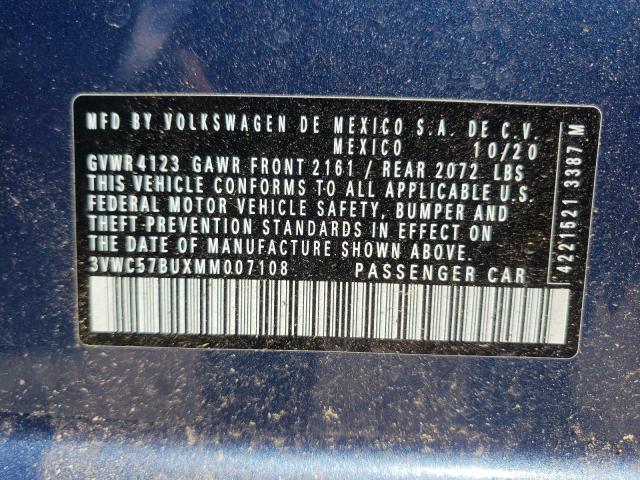 MFD BY VOLKSWAGEN DE MEXICO S.A. DE C.V.
MEXICO 10/20
GVWR 4123 GAWR FRONT 2161 / REAR 2072 LBS
THIS VEHICLE CONFORMS TO ALL APPLICABLE U.S.
FEDERAL MOTOR VEHICLE SAFETY, BUMPER AND
THEFT-PREVENTION STANDARDS IN EFFECT ON THE
DATE OF MANUFACTURE SHOWN ABOVE.
3VWC57BUXMM007108 PASSENGER CAR
4221621 3387 M